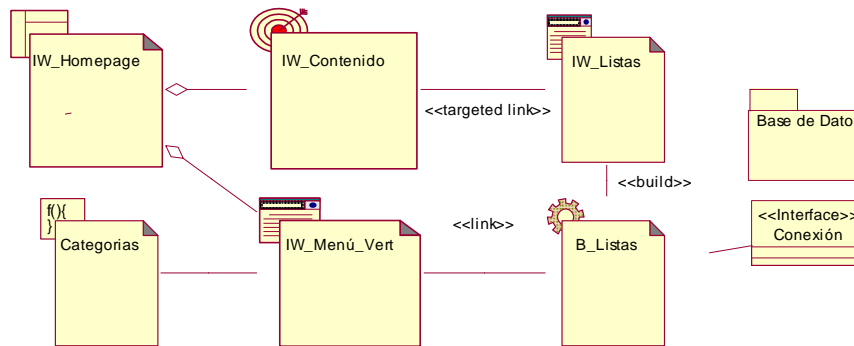 IW_Homepage
IW_Contenido
IW_Listas
<<targeted link>>
Base de Dato
<<build>>
f(){
}
Categorias
IW_Menú_Vert
<<link>>
B_Listas
<<Interface>>
Conexión